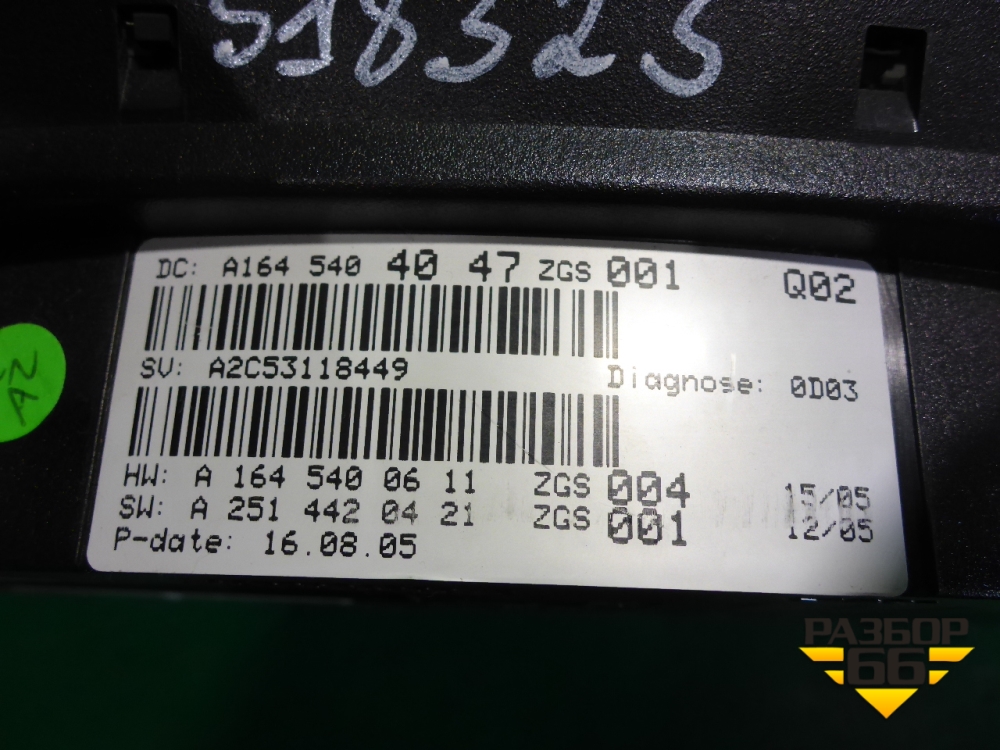 518323
DC: A164 540 40 47 ZGS 001 Q02
SV: A2C53118449
Diagnose: 0D03
HW: A 164 540 06 11 ZGS 004 15/05
SW: A 251 442 04 21 ZGS 001 12/05
P-date: 16.08.05
AZ
РАЗБОР
66